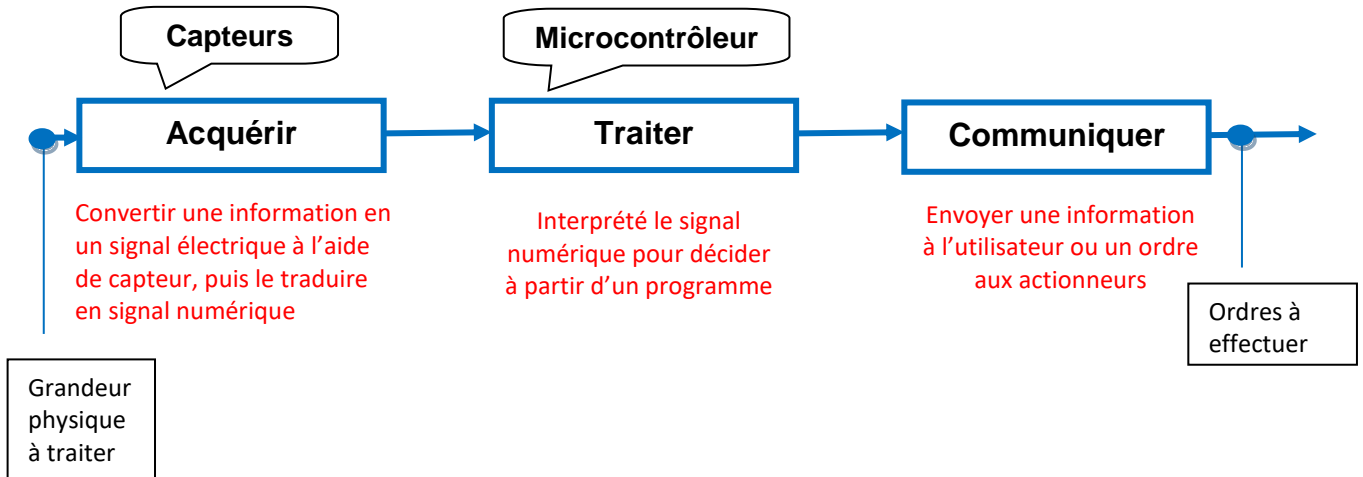 Capteurs
Microcontrôleur
Acquérir
Traiter
Communiquer
Convertir une information en
un signal électrique à l’aide
de capteur, puis le traduire
en signal numérique
Interprété le signal
numérique pour décider
à partir d’un programme
Envoyer une information
à l’utilisateur ou un ordre
aux actionneurs
Ordres à
effectuer
Grandeur
physique
à traiter